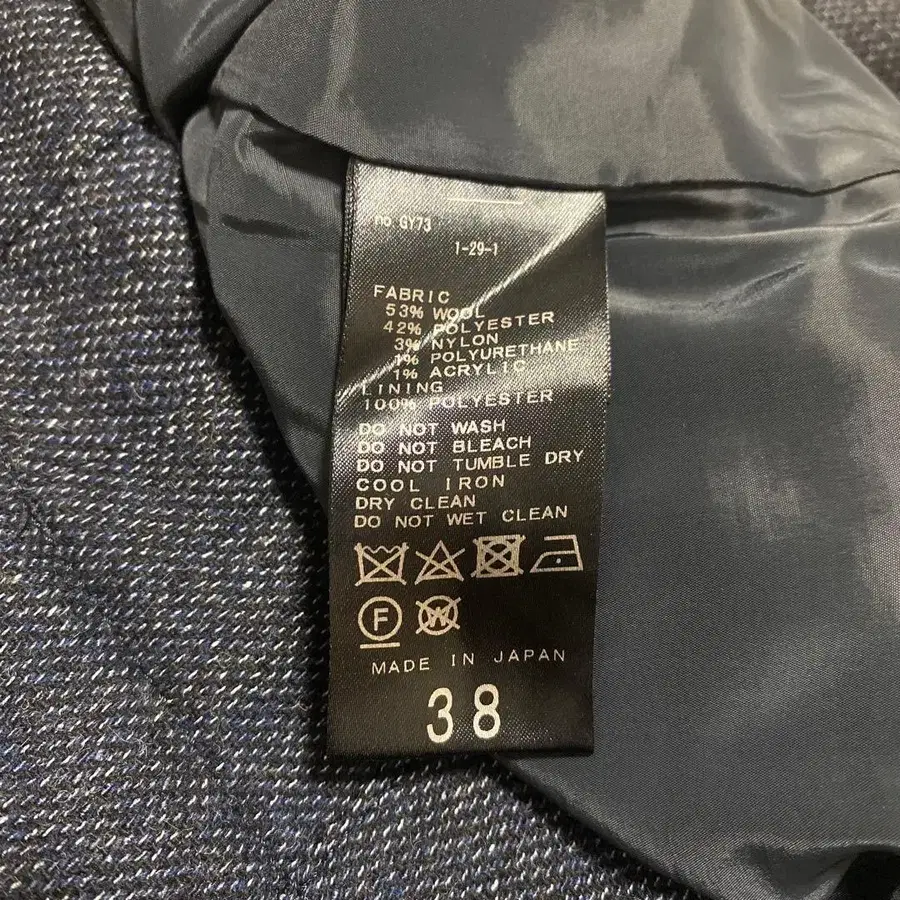 no GY73
1-29-1
FABRIC
53% WOOL
42% POLYESTER
3% NYLON
1% POLYURETHANE
1% ACRYLIC
LINING
100% POLYESTER
DO NOT WASH
DO NOT BLEACH
DO NOT TUMBLE DRY
COOL IRON
DRY CLEAN
DO NOT WET CLEAN
F W
MADE IN JAPAN
38